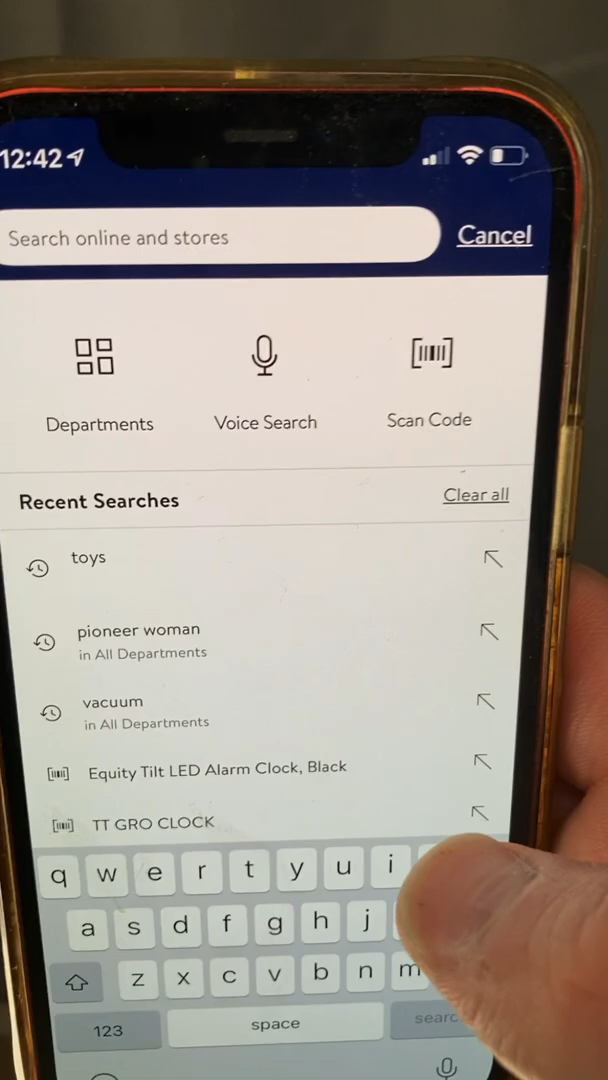 12:42
Search online and stores
Cancel
Departments
Voice Search
Scan Code
Recent Searches
Clear all
toys
pioneer woman
in All Departments
vacuum
in All Departments
Equity Tilt LED Alarm Clock, Black
TT GRO CLOCK
q w e r t y u i
a s d f g h j
z x c v b n m
123
space
searc